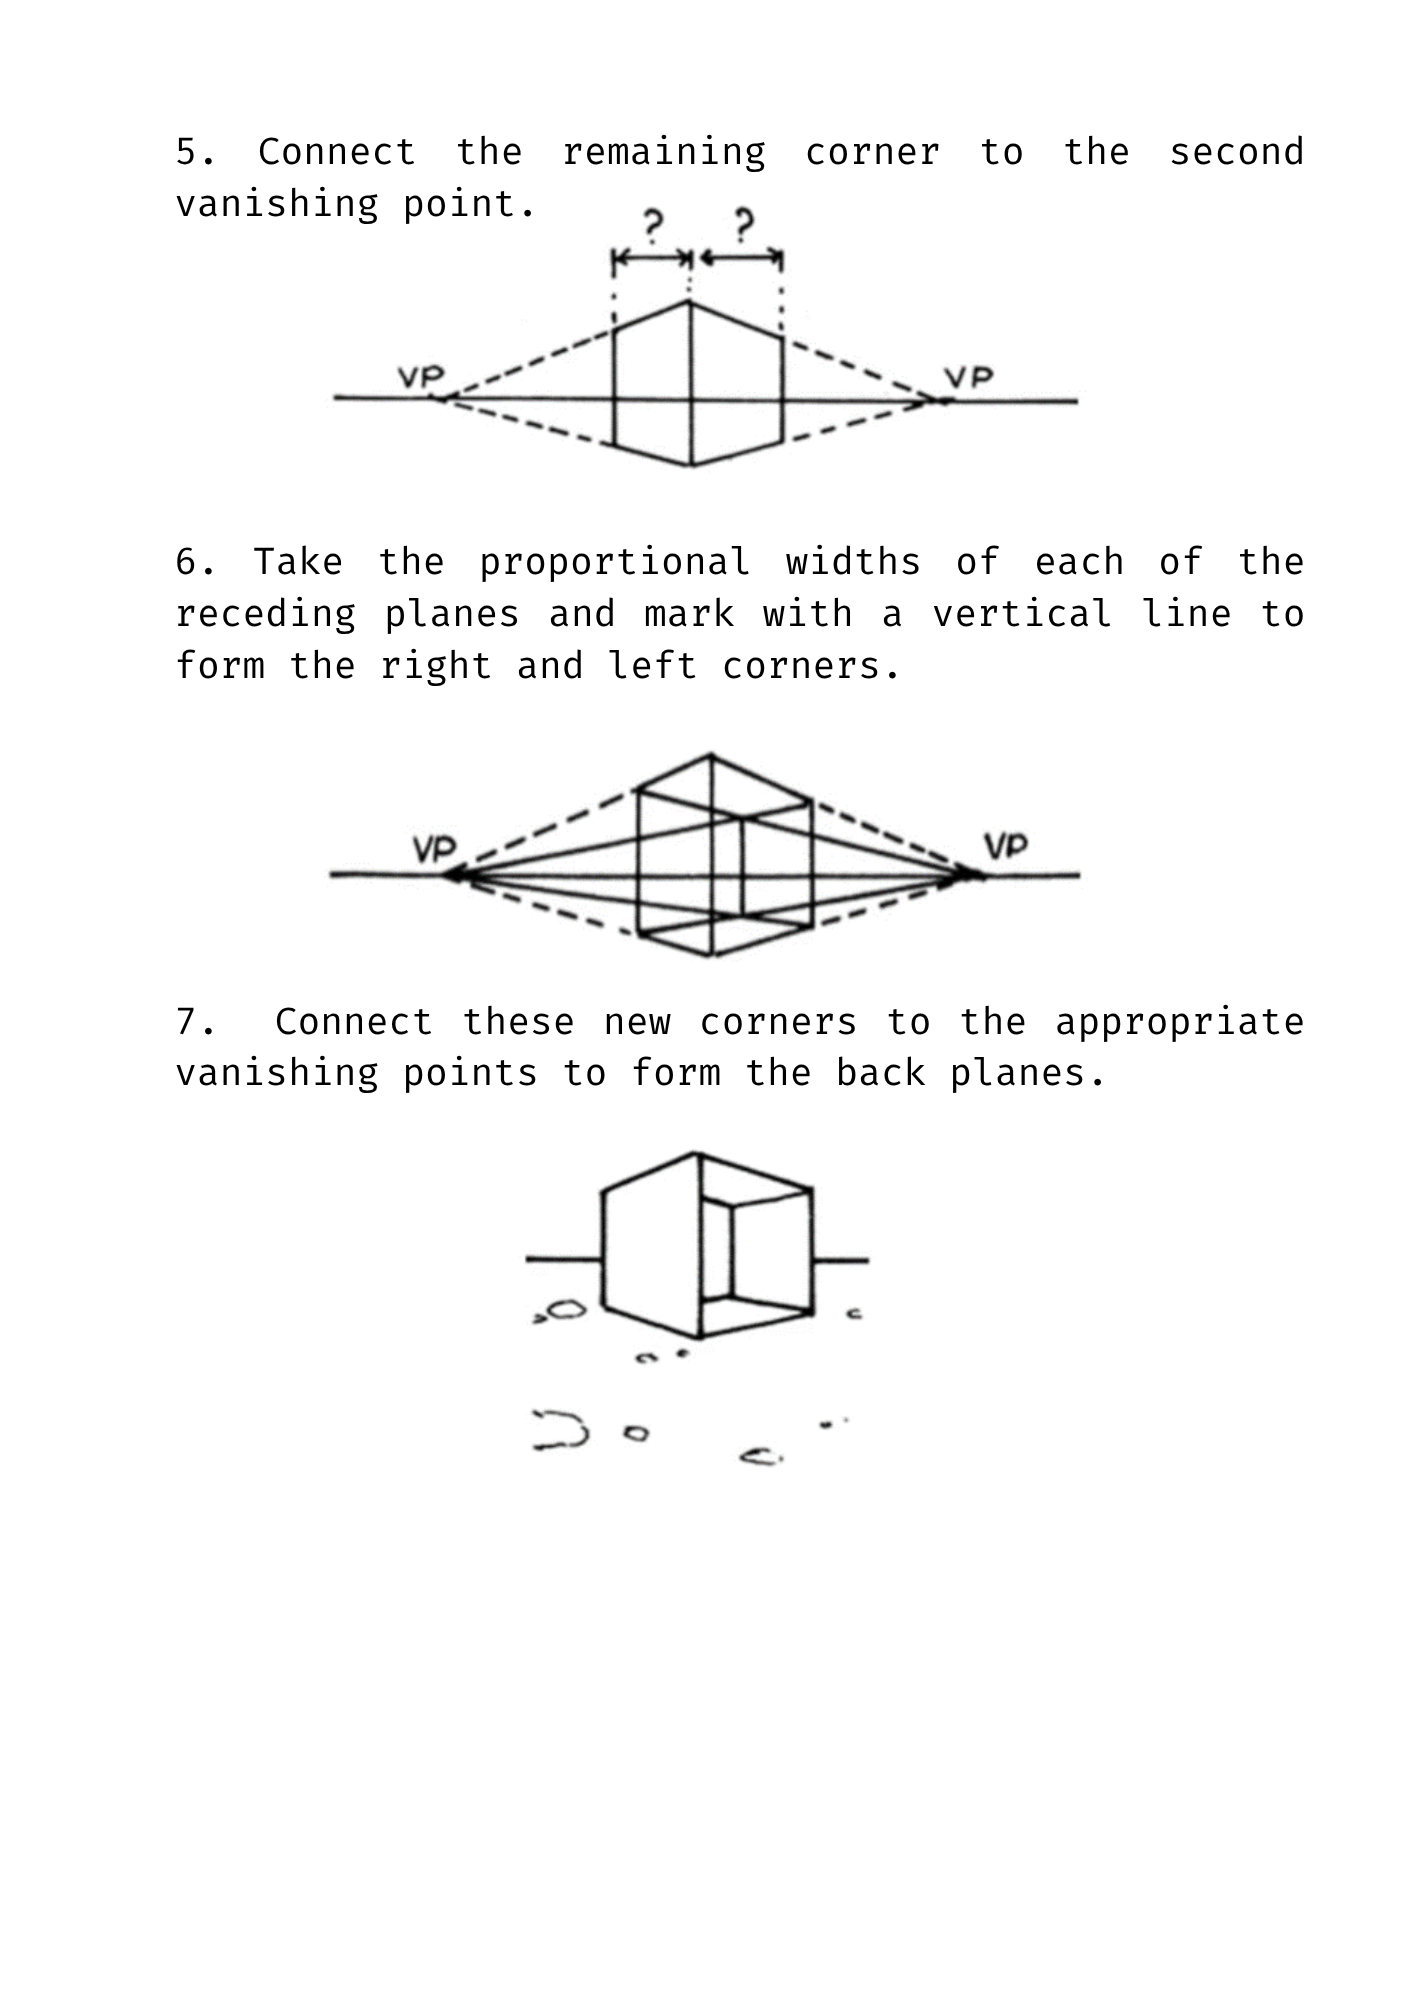 5. Connect the remaining corner to the second
vanishing point.
? ?
VP VP
6. Take the proportional widths of each of the
receding planes and mark with a vertical line to
form the right and left corners.
VP VP
7. Connect these new corners to the appropriate
vanishing points to form the back planes.